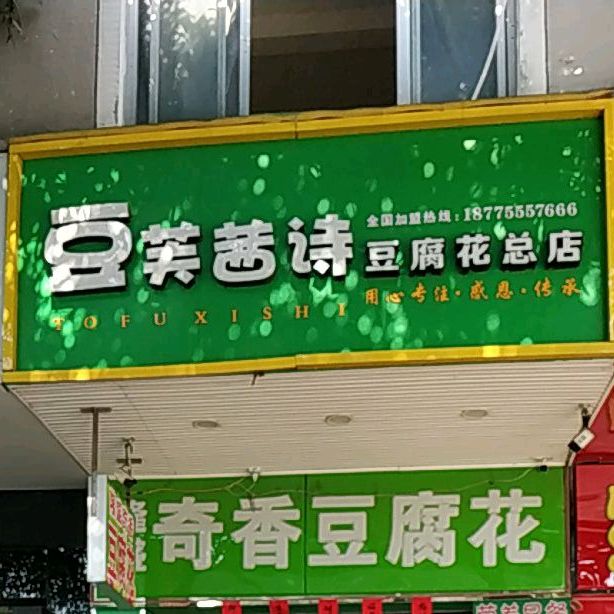 豆芙茜诗
全国加盟热线:18775557666
豆腐花总店
TOFUXISHI
用心专注·感恩·传承
奇香豆腐花